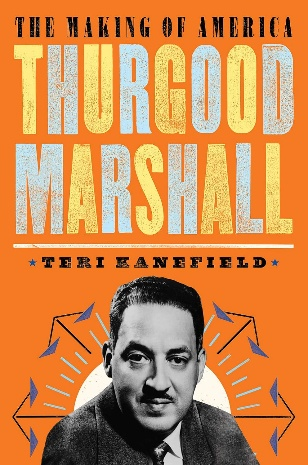 THE MAKING OF AMERICA
THURGOOD
MARSHALL
TERI KANEFIELD